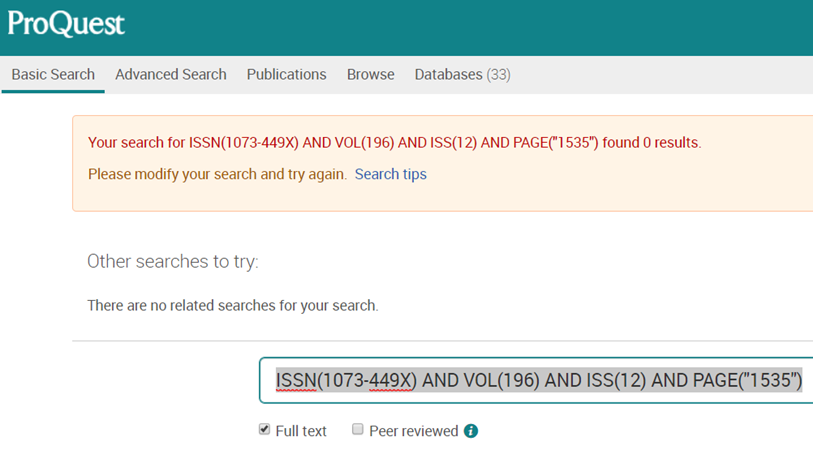 ProQuest
Basic Search Advanced Search Publications Browse Databases (33)
Your search for ISSN(1073-449X) AND VOL(196) AND ISS(12) AND PAGE("1535") found 0 results.
Please modify your search and try again. Search tips
Other searches to try:
There are no related searches for your search.
ISSN(1073-449X) AND VOL(196) AND ISS(12) AND PAGE("1535")
Full text Peer reviewed i